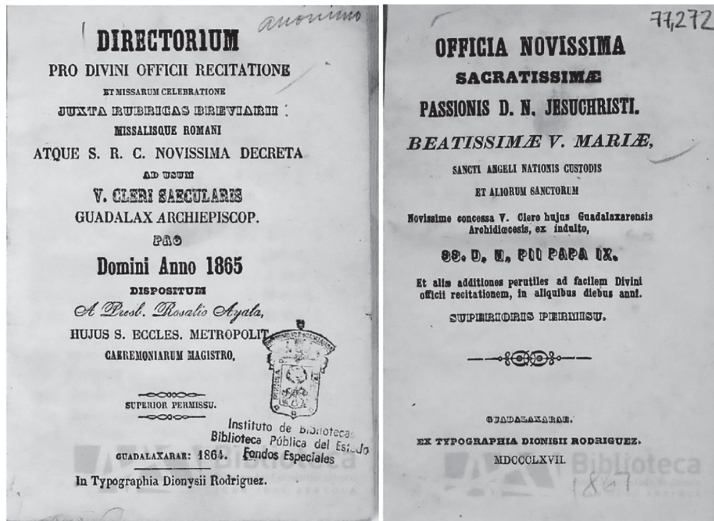 anonimo
DIRECTORIUM
PRO DIVINI OFFICII RECITATIONE
ET MISSARUM CELEBRATIONE
JUXTA RUBRICAS BREVIARII
MISSALISQUE ROMANI
ATQUE S. R. C. NOVISSIMA DECRETA
AD USUM
V. CLERI SAECULARIS
GUADALAX ARCHIEPISCOP.
PRO
Domini Anno 1865
DISPOSITUM
A Presb. Rosalio Ayala,
HUJUS S. ECCLES. METROPOLIT.
CAEREMONIARUM MAGISTRO,
SUPERIOR PERMISSU.
Instituto de Bibliotecas
Biblioteca Pública del Estado
Fondos Especiales
GUADALAXARAE: 1864.
In Typographia Dionysii Rodriguez.
Biblioteca
77,272
OFFICIA NOVISSIMA
SACRATISSIMÆ
PASSIONIS D. N. JESUCHRISTI.
BEATISSIMÆ V. MARIÆ,
SANCTI ANGELI NATIONIS CUSTODIS
ET ALIORUM SANCTORUM
Novissime concessa V. Clero hujus Guadalaxarensis
Archidiœcesis, ex indulto,
SS. D. N. PII PAPA IX.
Et aliæ additiones perutiles ad facilem Divini
officii recitationem, in aliquibus diebus anni.
SUPERIORIS PERMISU.
GUADALAXARAE.
EX TYPOGRAPHIA DIONISII RODRIGUEZ.
MDCCCLXVII.
Biblioteca
1867